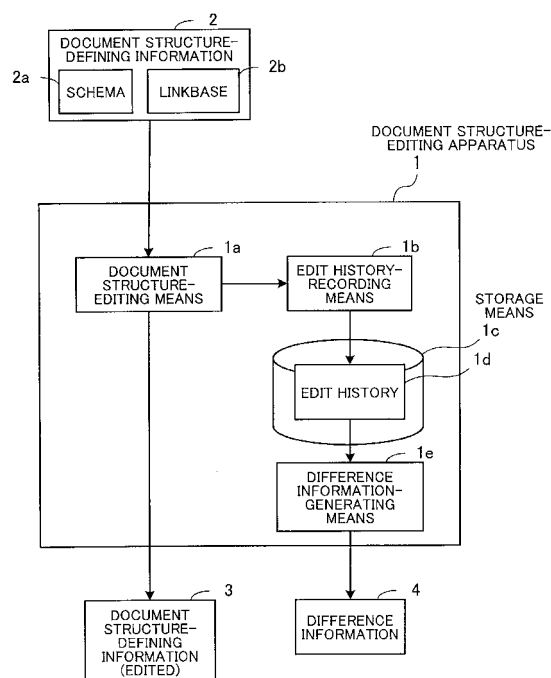 2
DOCUMENT STRUCTURE-
DEFINING INFORMATION
2a
SCHEMA
2b
LINKBASE
DOCUMENT STRUCTURE-
EDITING APPARATUS
1
1a
DOCUMENT
STRUCTURE-
EDITING MEANS
1b
EDIT HISTORY-
RECORDING
MEANS
STORAGE
MEANS
1c
1d
EDIT HISTORY
1e
DIFFERENCE
INFORMATION-
GENERATING
MEANS
3
DOCUMENT
STRUCTURE-
DEFINING
INFORMATION
(EDITED)
4
DIFFERENCE
INFORMATION